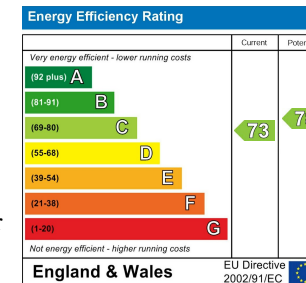 Energy Efficiency Rating
Current
Very energy efficient - lower running costs
(92 plus) A
(81-91) B
(69-80) C
73
(55-68) D
(39-54) E
(21-38) F
(1-20) G
Not energy efficient - higher running costs
England & Wales
EU Directive
2002/91/EC